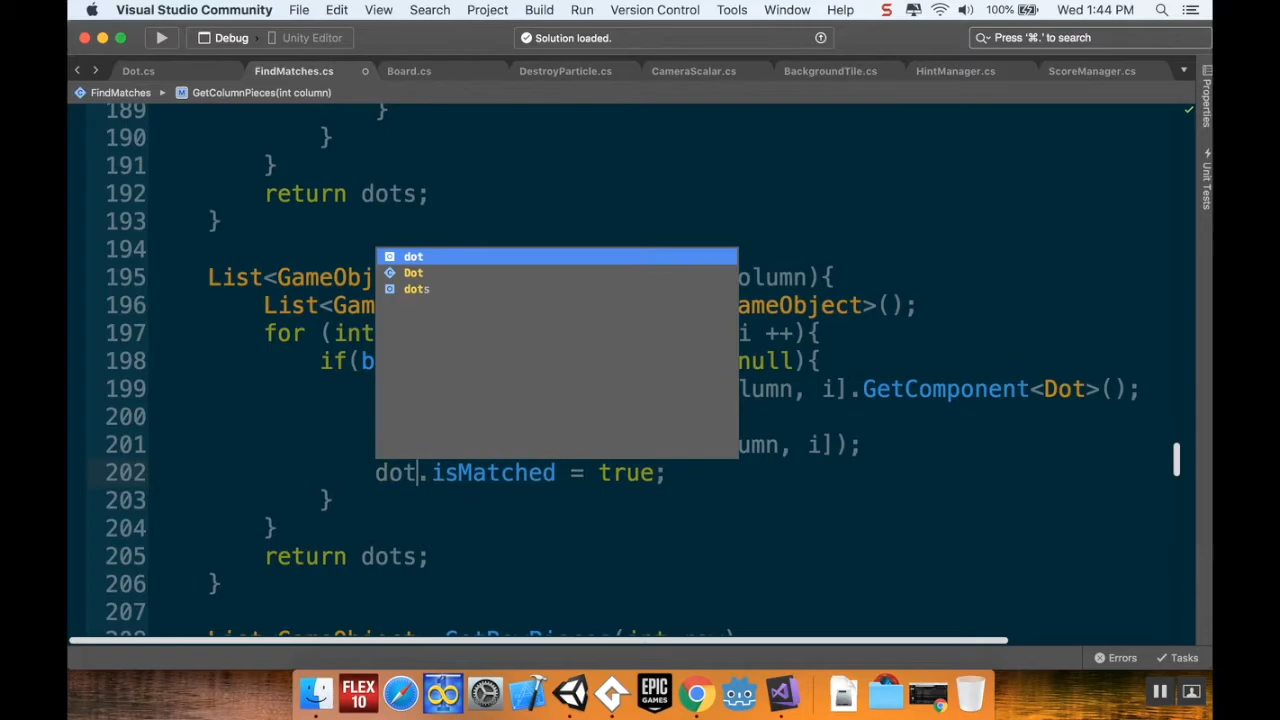 Visual Studio Community File Edit View Search Project Build Run Version Control Tools Window Help 100% Wed 1:44 PM
Debug Unity Editor Solution loaded. Press ‘⌘.’ to search
Dot.cs FindMatches.cs Board.cs DestroyParticle.cs CameraScalar.cs BackgroundTile.cs HintManager.cs ScoreManager.cs
FindMatches GetColumnPieces(int column)
Properties
Unit Tests
189 }
190 }
191 }
192 return dots;
193 }
194
dot
Dot
dots
195 List<GameObj olumn){
196 List<Gam ameObject>();
197 for (int i ++){
198 if(b null){
199 lumn, i].GetComponent<Dot>();
200
201 umn, i]);
202 dot.isMatched = true;
203 }
204 }
205 return dots;
206 }
207
Errors Tasks
FLEX 10
EPIC GAMES